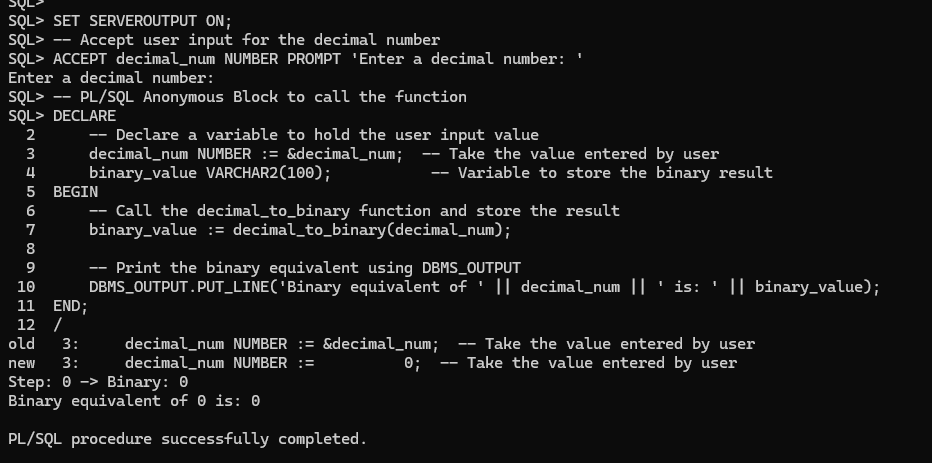 SQL>
SQL> SET SERVEROUTPUT ON;
SQL> -- Accept user input for the decimal number
SQL> ACCEPT decimal_num NUMBER PROMPT 'Enter a decimal number: '
Enter a decimal number:
SQL> -- PL/SQL Anonymous Block to call the function
SQL> DECLARE
  2      -- Declare a variable to hold the user input value
  3      decimal_num NUMBER := &decimal_num;  -- Take the value entered by user
  4      binary_value VARCHAR2(100);           -- Variable to store the binary result
  5  BEGIN
  6      -- Call the decimal_to_binary function and store the result
  7      binary_value := decimal_to_binary(decimal_num);
  8
  9      -- Print the binary equivalent using DBMS_OUTPUT
 10      DBMS_OUTPUT.PUT_LINE('Binary equivalent of ' || decimal_num || ' is: ' || binary_value);
 11  END;
 12  /
old   3:     decimal_num NUMBER := &decimal_num;  -- Take the value entered by user
new   3:     decimal_num NUMBER :=          0;  -- Take the value entered by user
Step: 0 -> Binary: 0
Binary equivalent of 0 is: 0
PL/SQL procedure successfully completed.